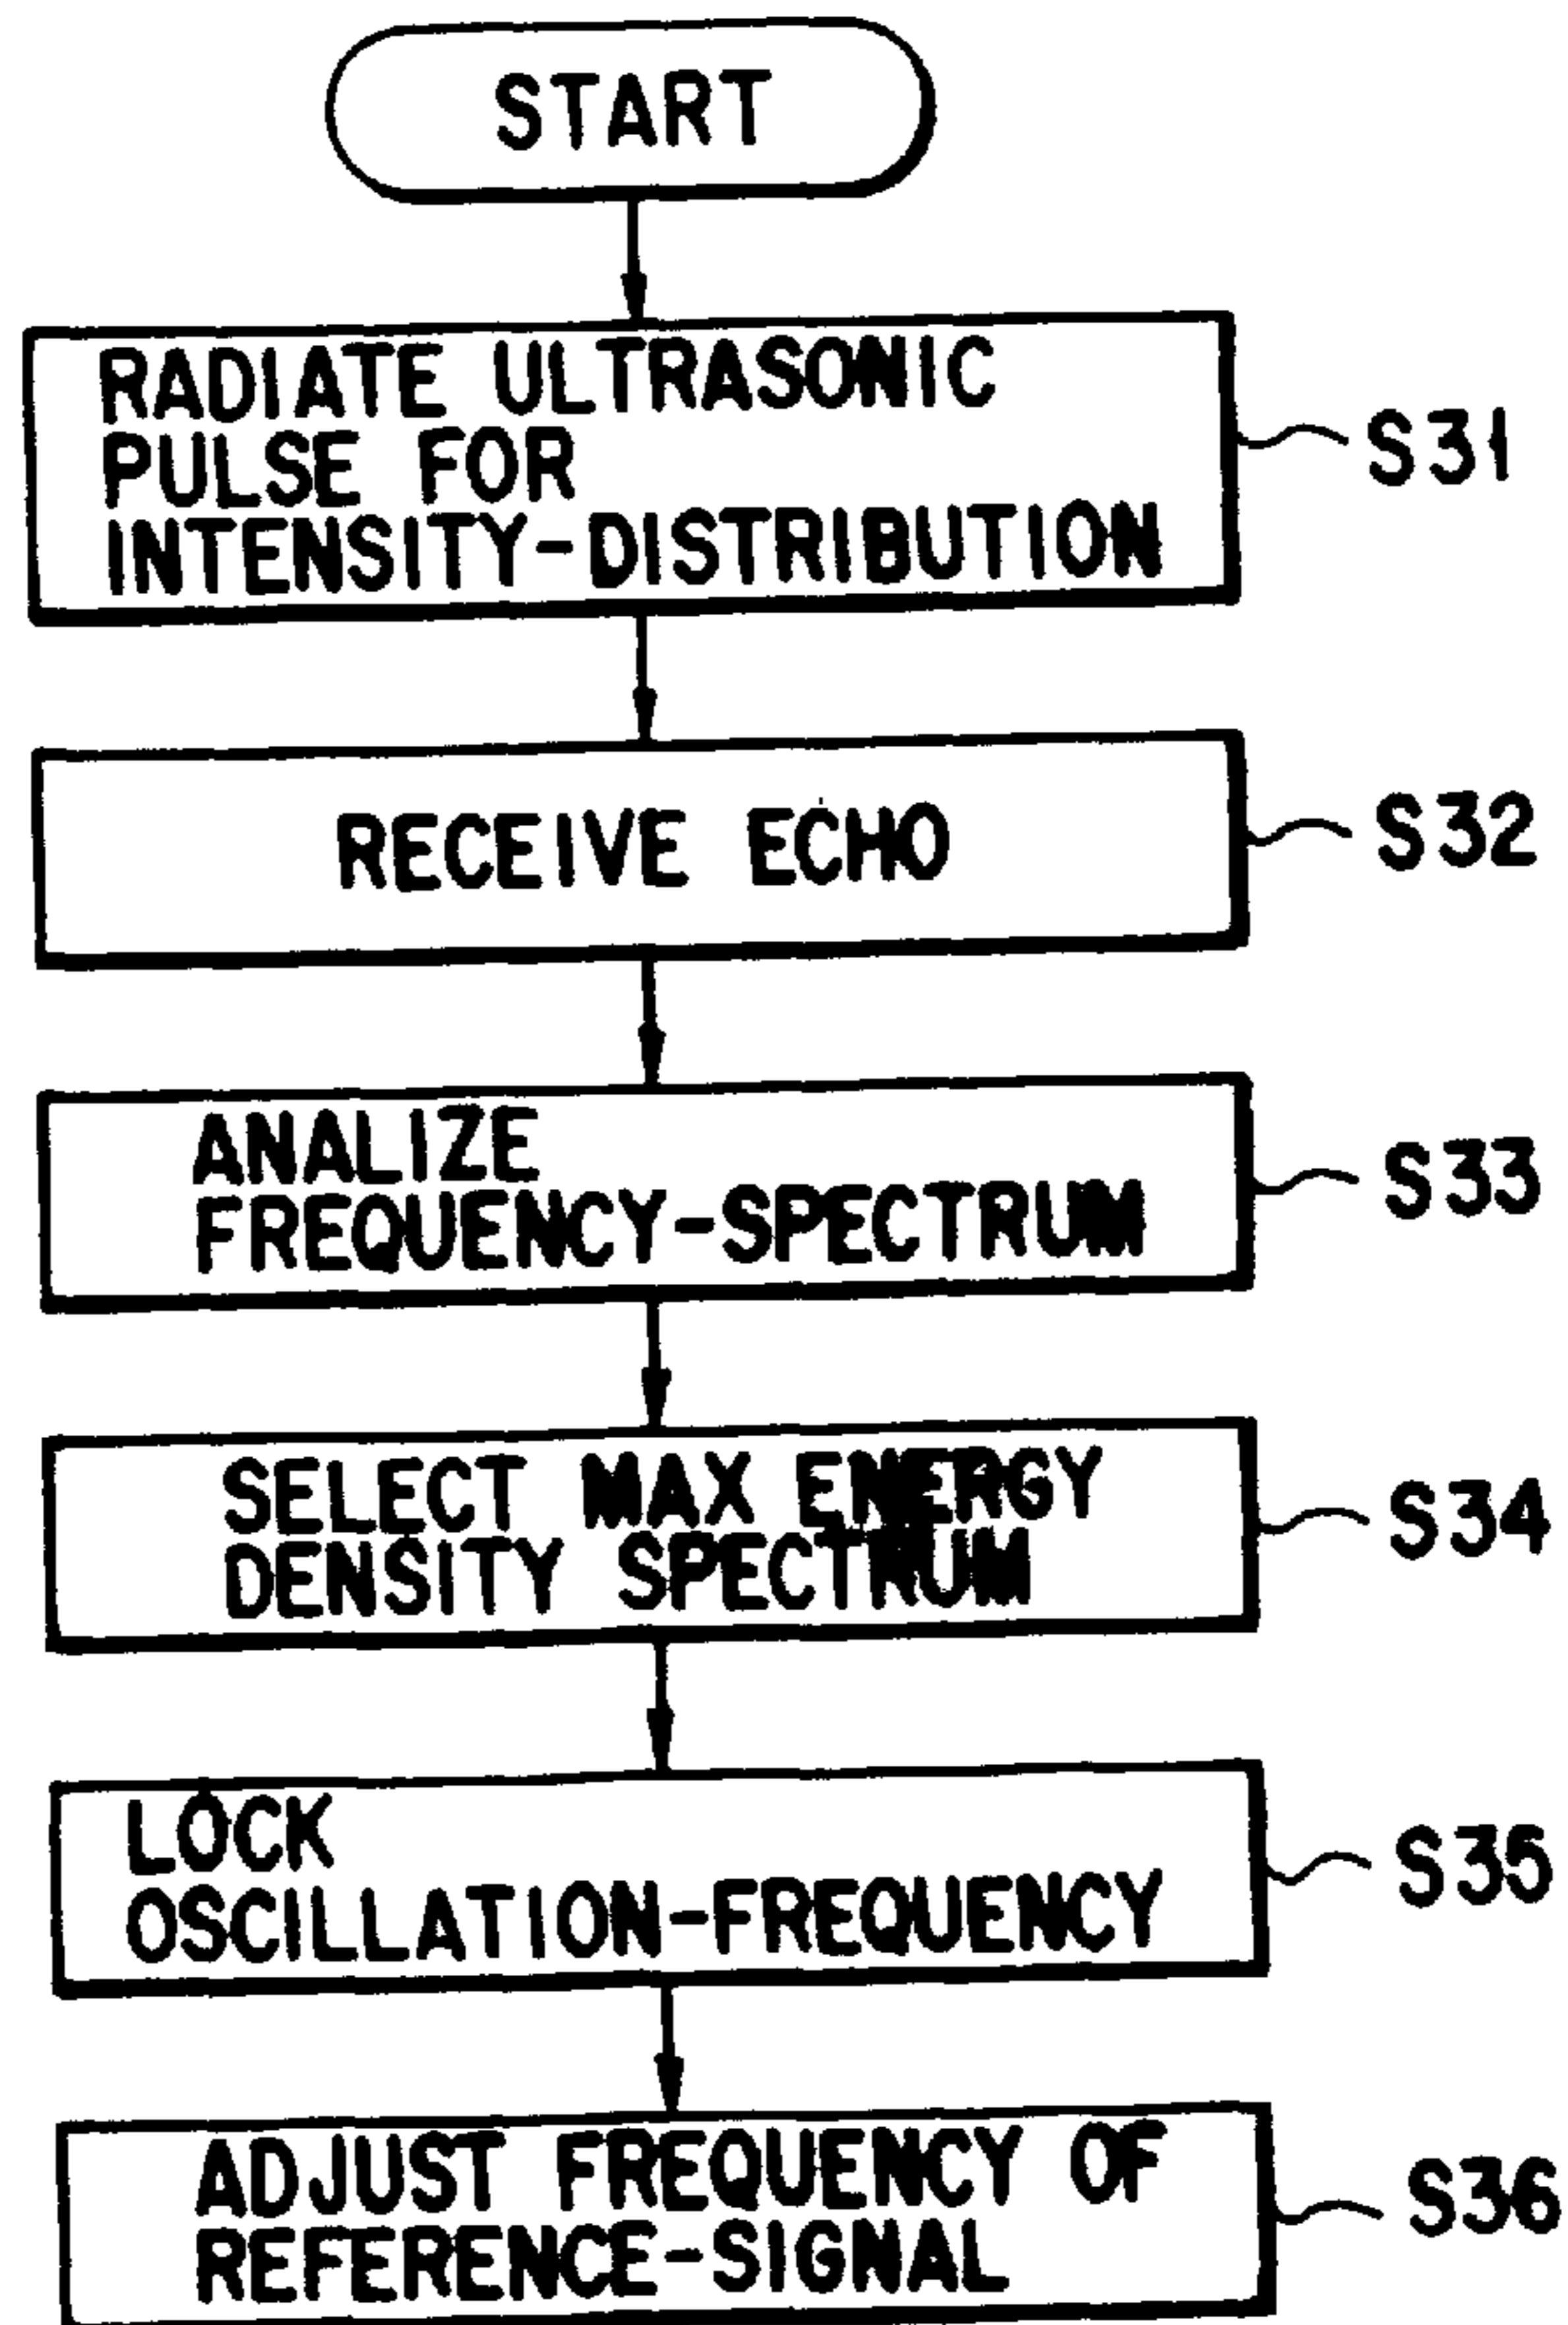 START
RADIATE ULTRASONIC
PULSE FOR
INTENSITY-DISTRIBUTION
S31
RECEIVE ECHO
S32
ANALIZE
FREQUENCY-SPECTRUM
S33
SELECT MAX ENERGY
DENSITY SPECTRUM
S34
LOCK
OSCILLATION-FREQUENCY
S35
ADJUST FREQUENCY OF
REFERENCE-SIGNAL
S36